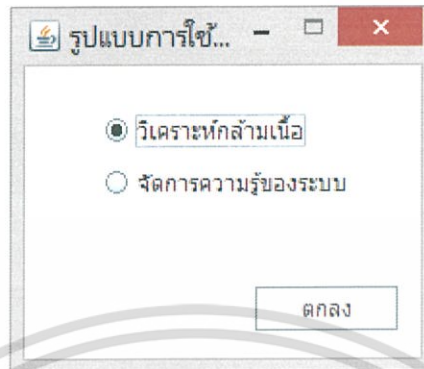 รูปแบบการใช้...
วิเคราะห์กล้ามเนื้อ
จัดการความรู้ของระบบ
ตกลง